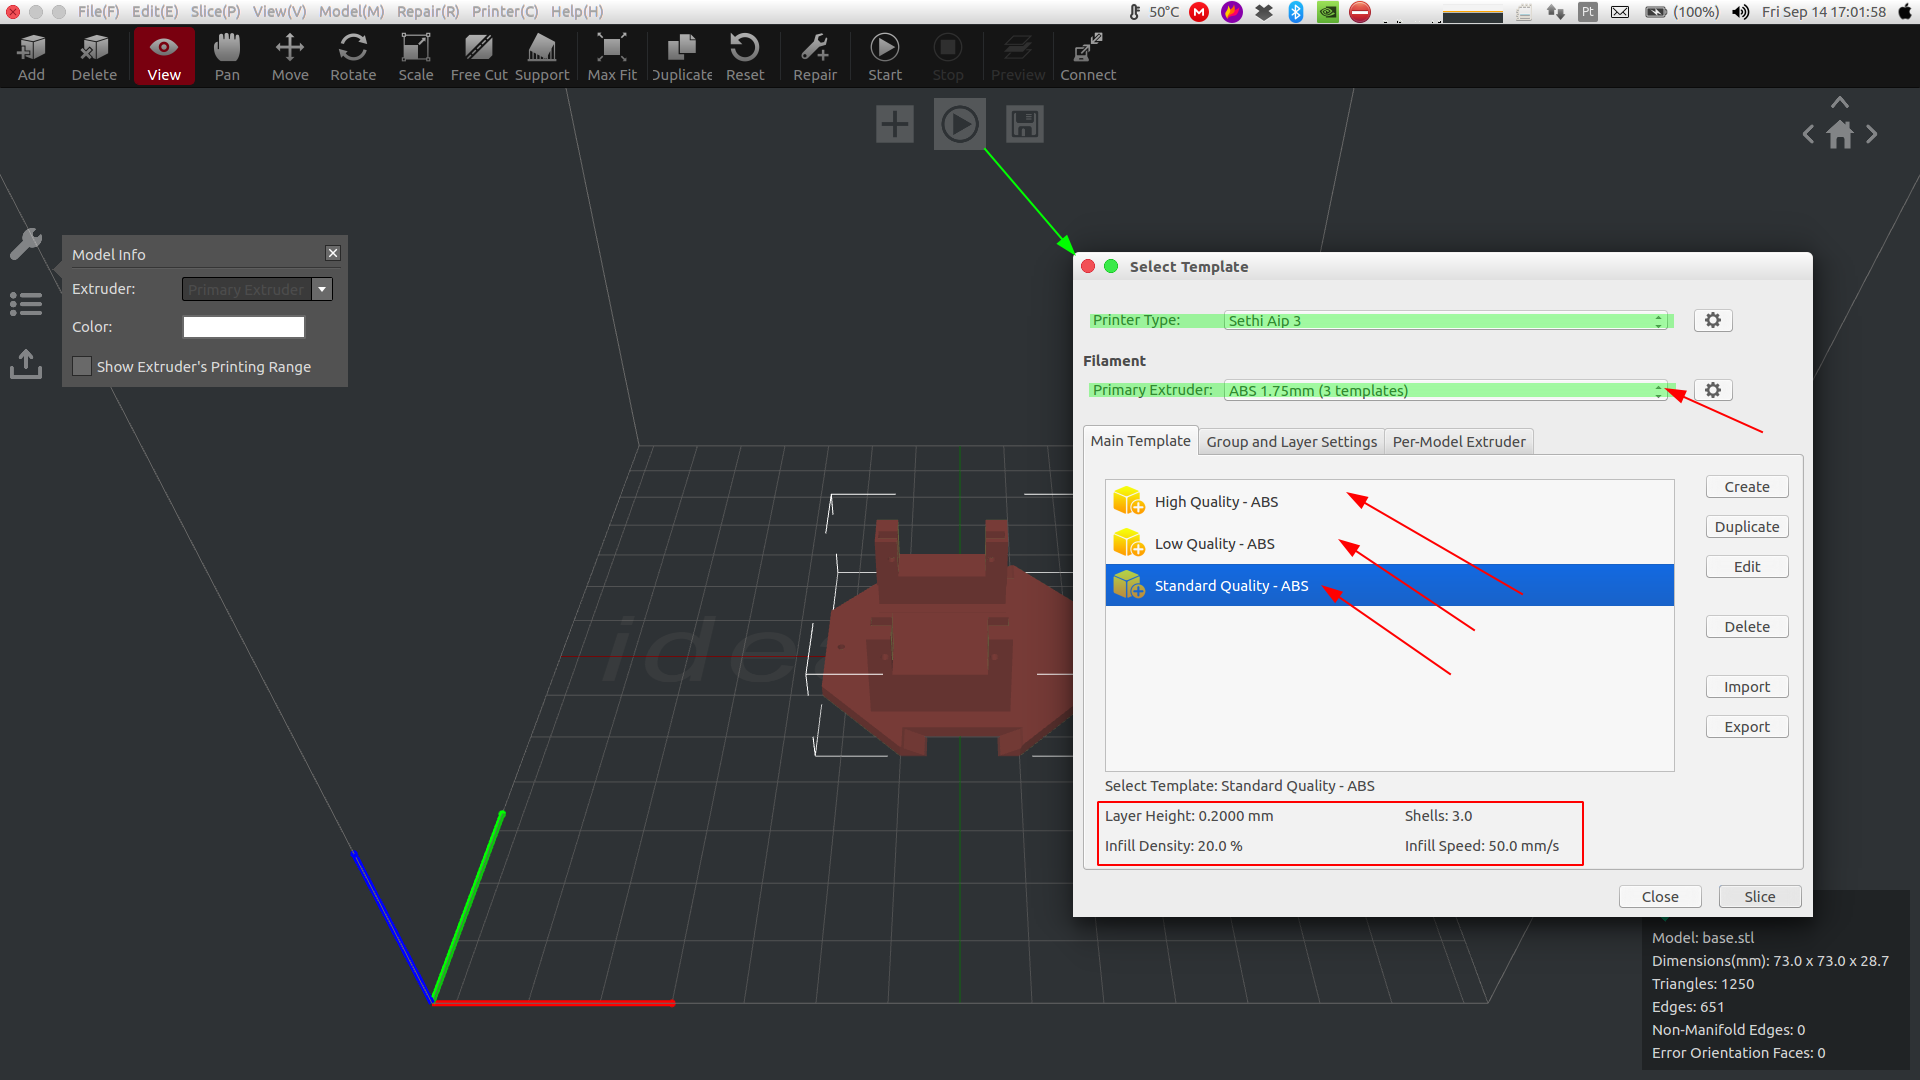 File(F) Edit(E) Slice(P) View(V) Model(M) Repair(R) Printer(C) Help(H)
50°C M Pt (100%) Fri Sep 14 17:01:58
Add Delete View Pan Move Rotate Scale Free Cut Support Max Fit Duplicate Reset Repair Start Stop Preview Connect
Model Info
Extruder: Primary Extruder
Color:
Show Extruder's Printing Range
idea
Select Template
Printer Type: Sethi Aip 3
Filament
Primary Extruder: ABS 1.75mm (3 templates)
Main Template Group and Layer Settings Per-Model Extruder
High Quality - ABS
Low Quality - ABS
Standard Quality - ABS
Create
Duplicate
Edit
Delete
Import
Export
Select Template: Standard Quality - ABS
Layer Height: 0.2000 mm Shells: 3.0
Infill Density: 20.0 % Infill Speed: 50.0 mm/s
Close Slice
Model: base.stl
Dimensions(mm): 73.0 x 73.0 x 28.7
Triangles: 1250
Edges: 651
Non-Manifold Edges: 0
Error Orientation Faces: 0